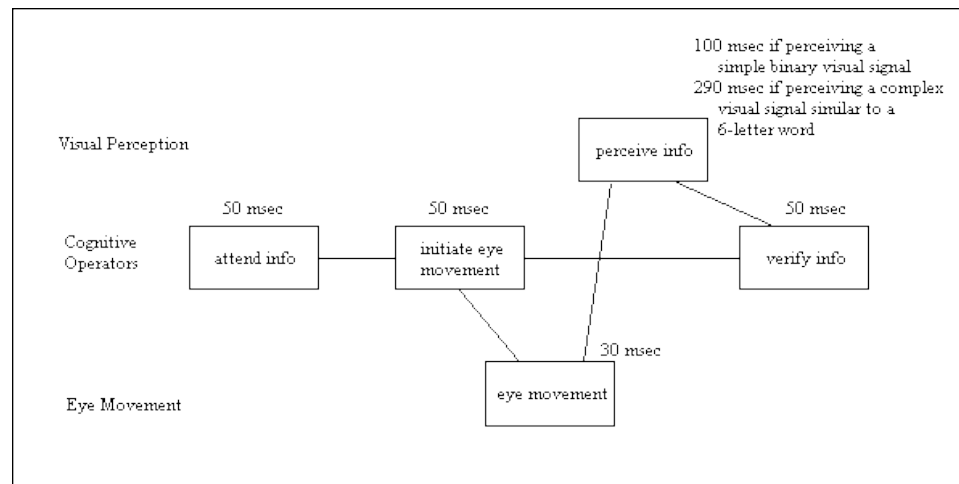 100 msec if perceiving a
simple binary visual signal
290 msec if perceiving a complex
visual signal similar to a
6-letter word
Visual Perception
perceive info
50 msec
50 msec
50 msec
Cognitive
Operators
attend info
initiate eye
movement
verify info
30 msec
eye movement
Eye Movement